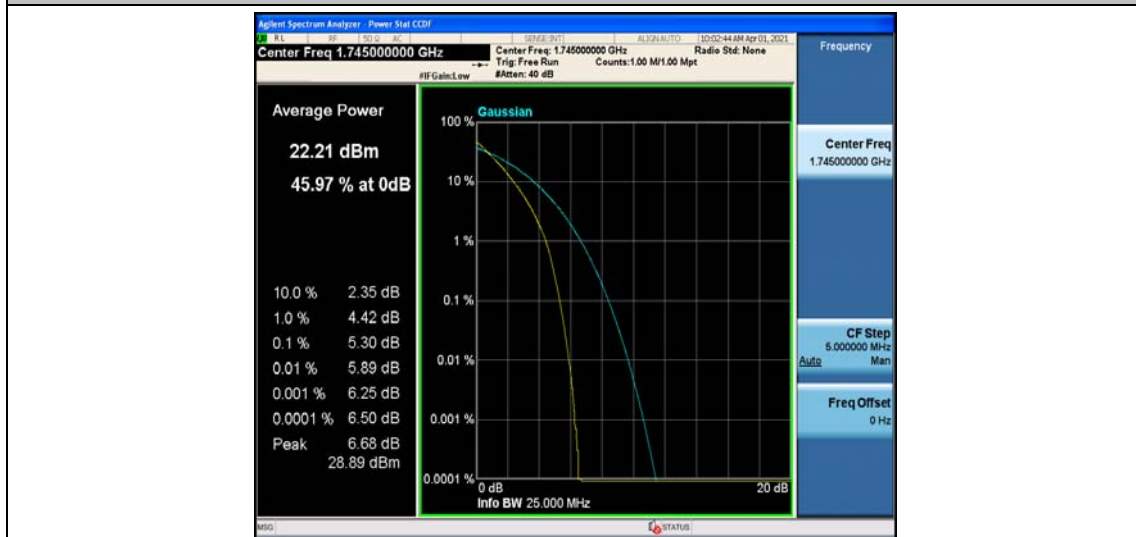 Agilent Spectrum Analyzer - Power Stat CCDF
RL RF 50 Ω AC SENSE:INT ALIGN AUTO 10:02:44 AM Apr 01, 2021
Center Freq 1.745000000 GHz
Center Freq: 1.745000000 GHz Radio Std: None
Trig: Free Run Counts:1.00 M/1.00 Mpt
#IFGain:Low #Atten: 40 dB
Frequency
Average Power
22.21 dBm
45.97 % at 0dB
10.0 % 2.35 dB
1.0 % 4.42 dB
0.1 % 5.30 dB
0.01 % 5.89 dB
0.001 % 6.25 dB
0.0001 % 6.50 dB
Peak 6.68 dB
28.89 dBm
Gaussian
100 %
10 %
1 %
0.1 %
0.01 %
0.001 %
0.0001 %
0 dB 20 dB
Info BW 25.000 MHz
Center Freq
1.745000000 GHz
CF Step
5.000000 MHz
Auto Man
Freq Offset
0 Hz
MSG STATUS